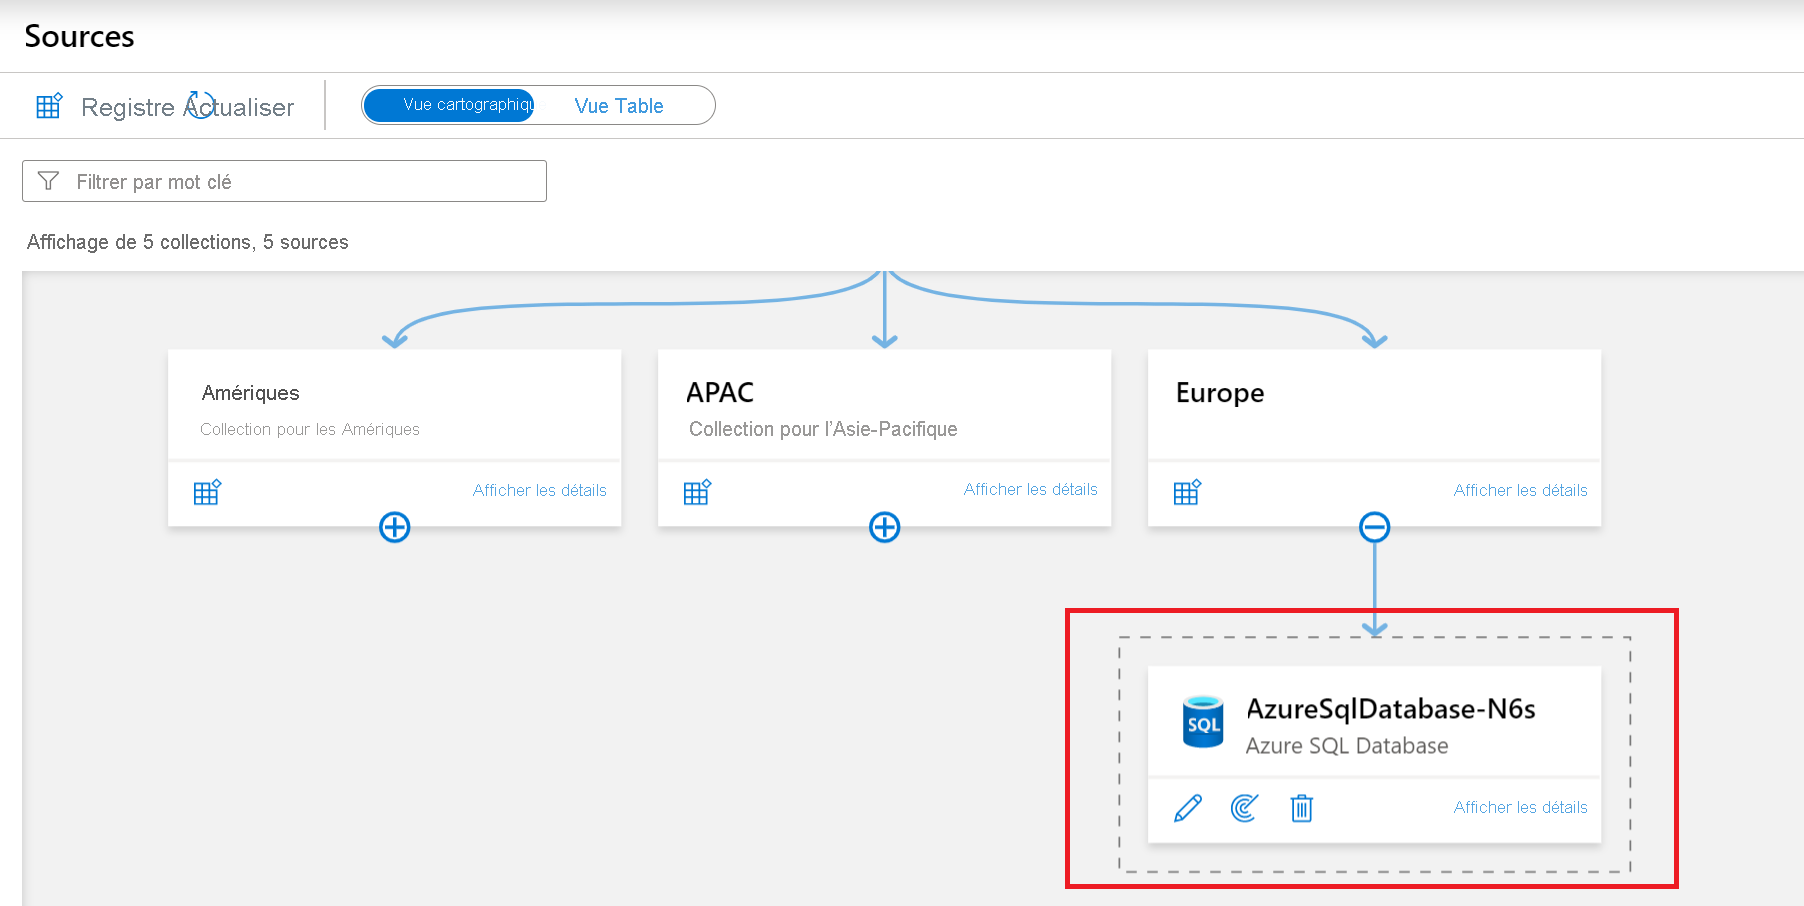 Sources
Registre Actualiser
Vue cartographiqu
Vue Table
Filtrer par mot clé
Affichage de 5 collections, 5 sources
Amériques
Collection pour les Amériques
Afficher les détails
APAC
Collection pour l'Asie-Pacifique
Afficher les détails
Europe
Afficher les détails
SQL
AzureSqlDatabase-N6s
Azure SQL Database
Afficher les détails